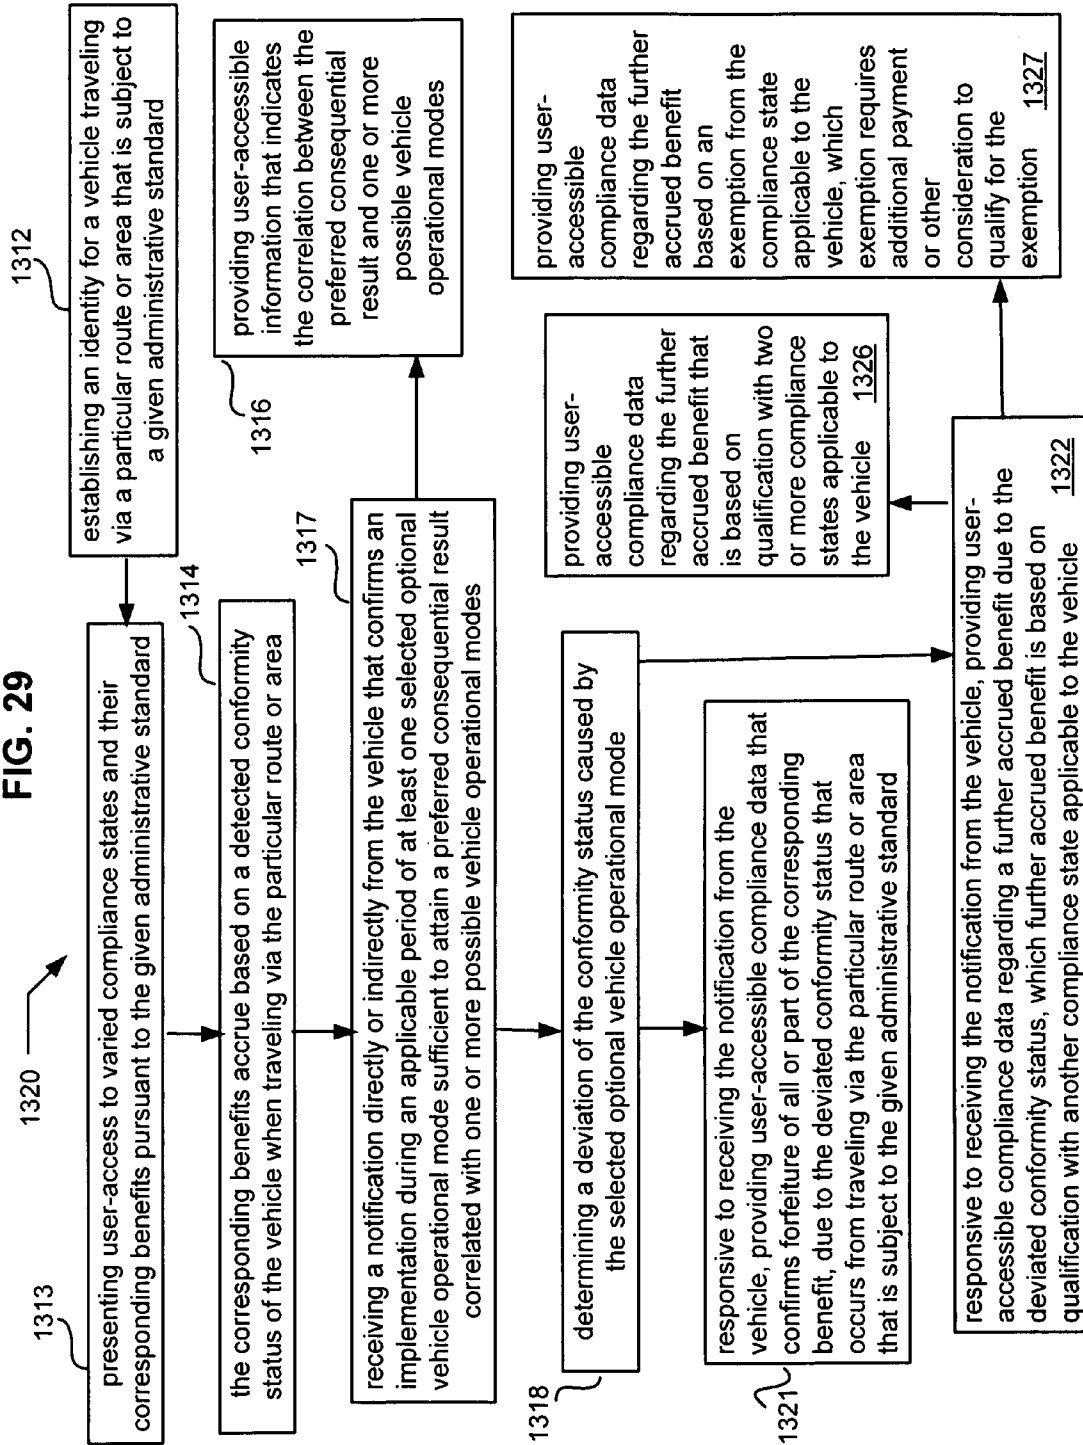 FIG. 29
1320
1312
establishing an identity for a vehicle traveling
via a particular route or area that is subject to
a given administrative standard
1313
presenting user-access to varied compliance states and their
corresponding benefits pursuant to the given administrative standard
1314
the corresponding benefits accrue based on a detected conformity
status of the vehicle when traveling via the particular route or area
1316
providing user-accessible
information that indicates
the correlation between the
preferred consequential
result and one or more
possible vehicle
operational modes
1317
receiving a notification directly or indirectly from the vehicle that confirms an
implementation during an applicable period of at least one selected optional
vehicle operational mode sufficient to attain a preferred consequential result
correlated with one or more possible vehicle operational modes
1318
determining a deviation of the conformity status caused by
the selected optional vehicle operational mode
1321
responsive to receiving the notification from the
vehicle, providing user-accessible compliance data that
confirms forfeiture of all or part of the corresponding
benefit, due to the deviated conformity status that
occurs from traveling via the particular route or area
that is subject to the given administrative standard
providing user-
accessible
compliance data
regarding the further
accrued benefit that
is based on
qualification with two
or more compliance
states applicable to
the vehicle 1326
providing user-
accessible
compliance data
regarding the further
accrued benefit
based on an
exemption from the
compliance state
applicable to the
vehicle, which
exemption requires
additional payment
or other
consideration to
qualify for the
exemption 1327
responsive to receiving the notification from the vehicle, providing user-
accessible compliance data regarding a further accrued benefit due to the
deviated conformity status, which further accrued benefit is based on
qualification with another compliance state applicable to the vehicle 1322